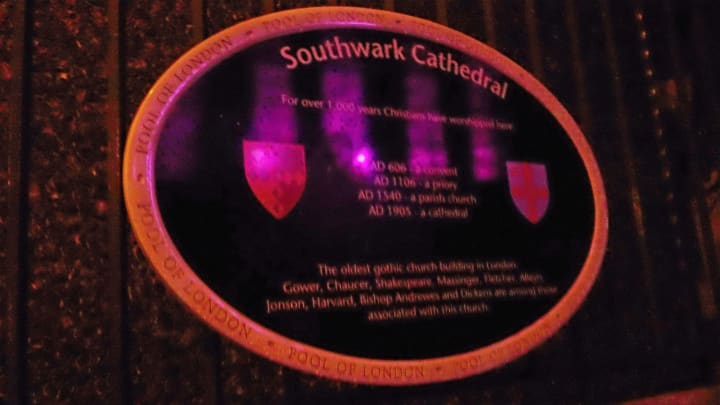 Southwark Cathedral
For over 1,000 years Christians have worshipped here
AD 606 - a convent
AD 1106 - a priory
AD 1540 - a parish church
AD 1905 - a cathedral
The oldest gothic church building in London.
Gower, Chaucer, Shakespeare, Massinger, Fletcher, Alleyn,
Jonson, Harvard, Bishop Andrewes and Dickens are among those
associated with this church.
POOL OF LONDON
POOL OF LONDON
POOL OF LONDON
POOL OF LONDON
POOL OF LONDON